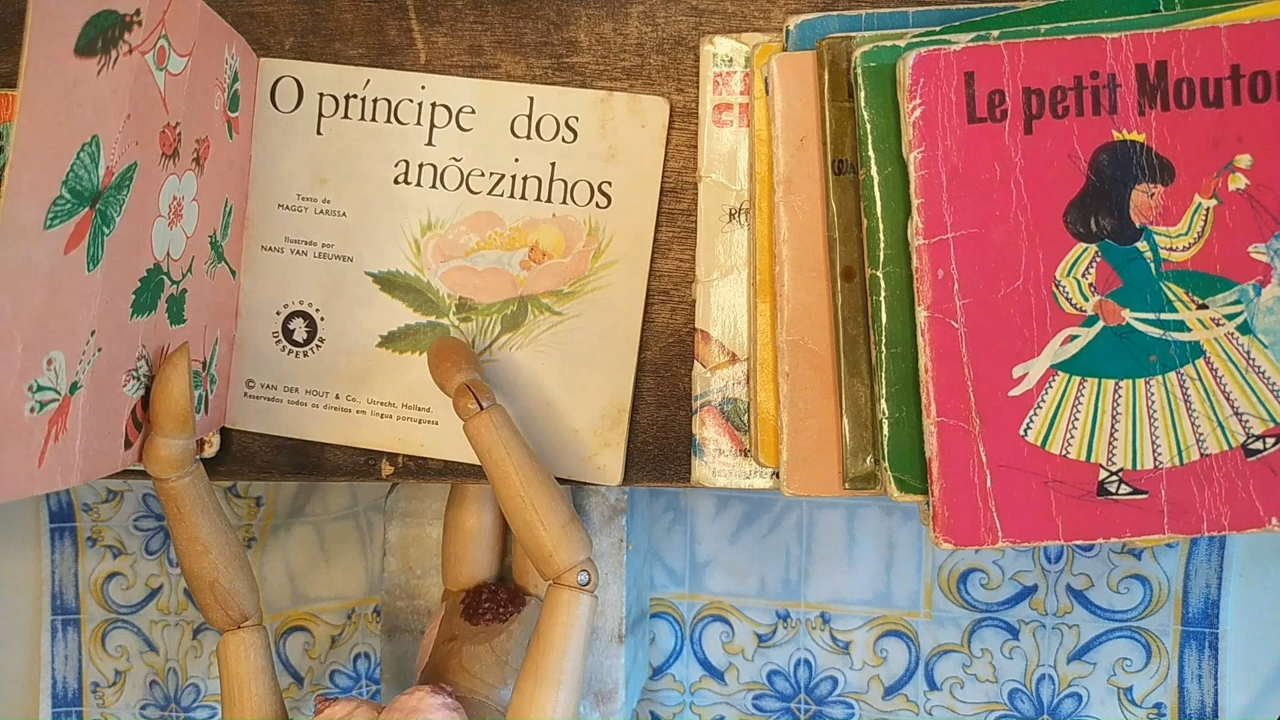 O príncipe dos
anõezinhos
Texto de
MAGGY LARISSA
Ilustrado por
NANS VAN LEEUWEN
EDIÇÕES
DESPERTAR
© VAN DER HOUT & Co., Utrecht, Holland.
Reservados todos os direitos em língua portuguesa
Le petit Mouton